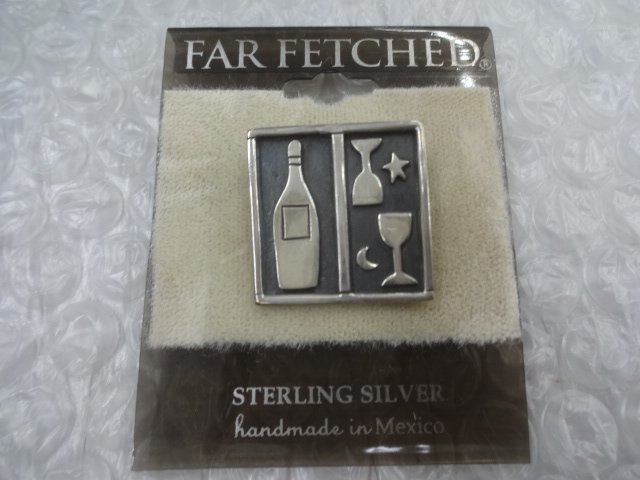 FAR FETCHED®
STERLING SILVER
handmade in Mexico